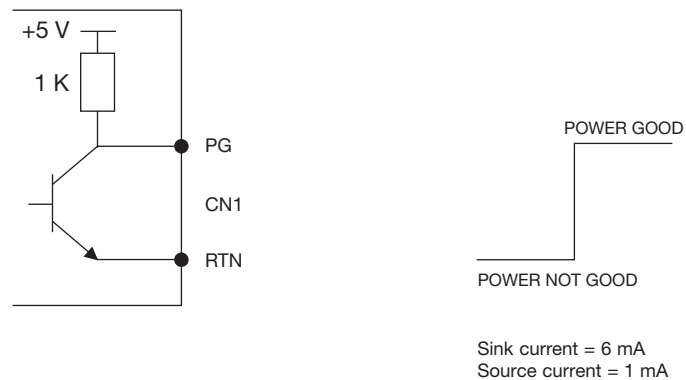 +5 V
1 K
PG
CN1
RTN
POWER GOOD
POWER NOT GOOD
Sink current = 6 mA
Source current = 1 mA